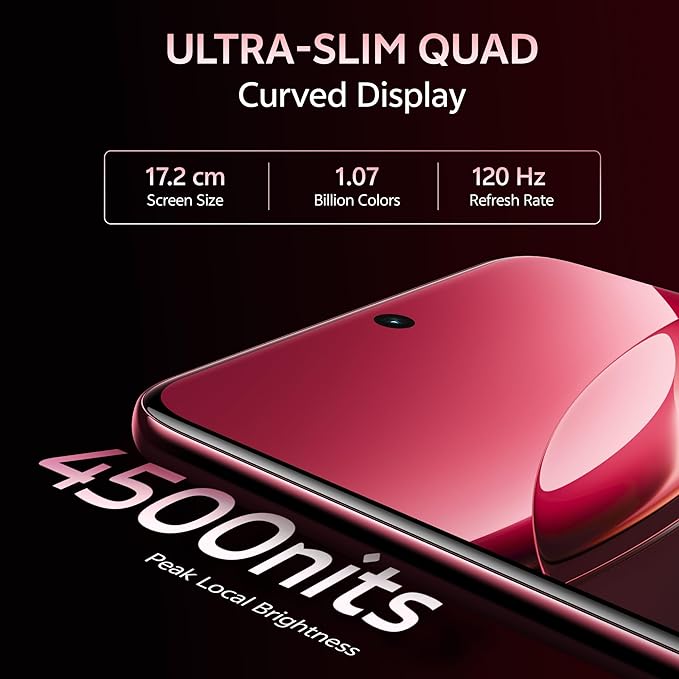 ULTRA-SLIM QUAD
Curved Display
17.2 cm
Screen Size
1.07
Billion Colors
120 Hz
Refresh Rate
4500nits
Peak Local Brightness